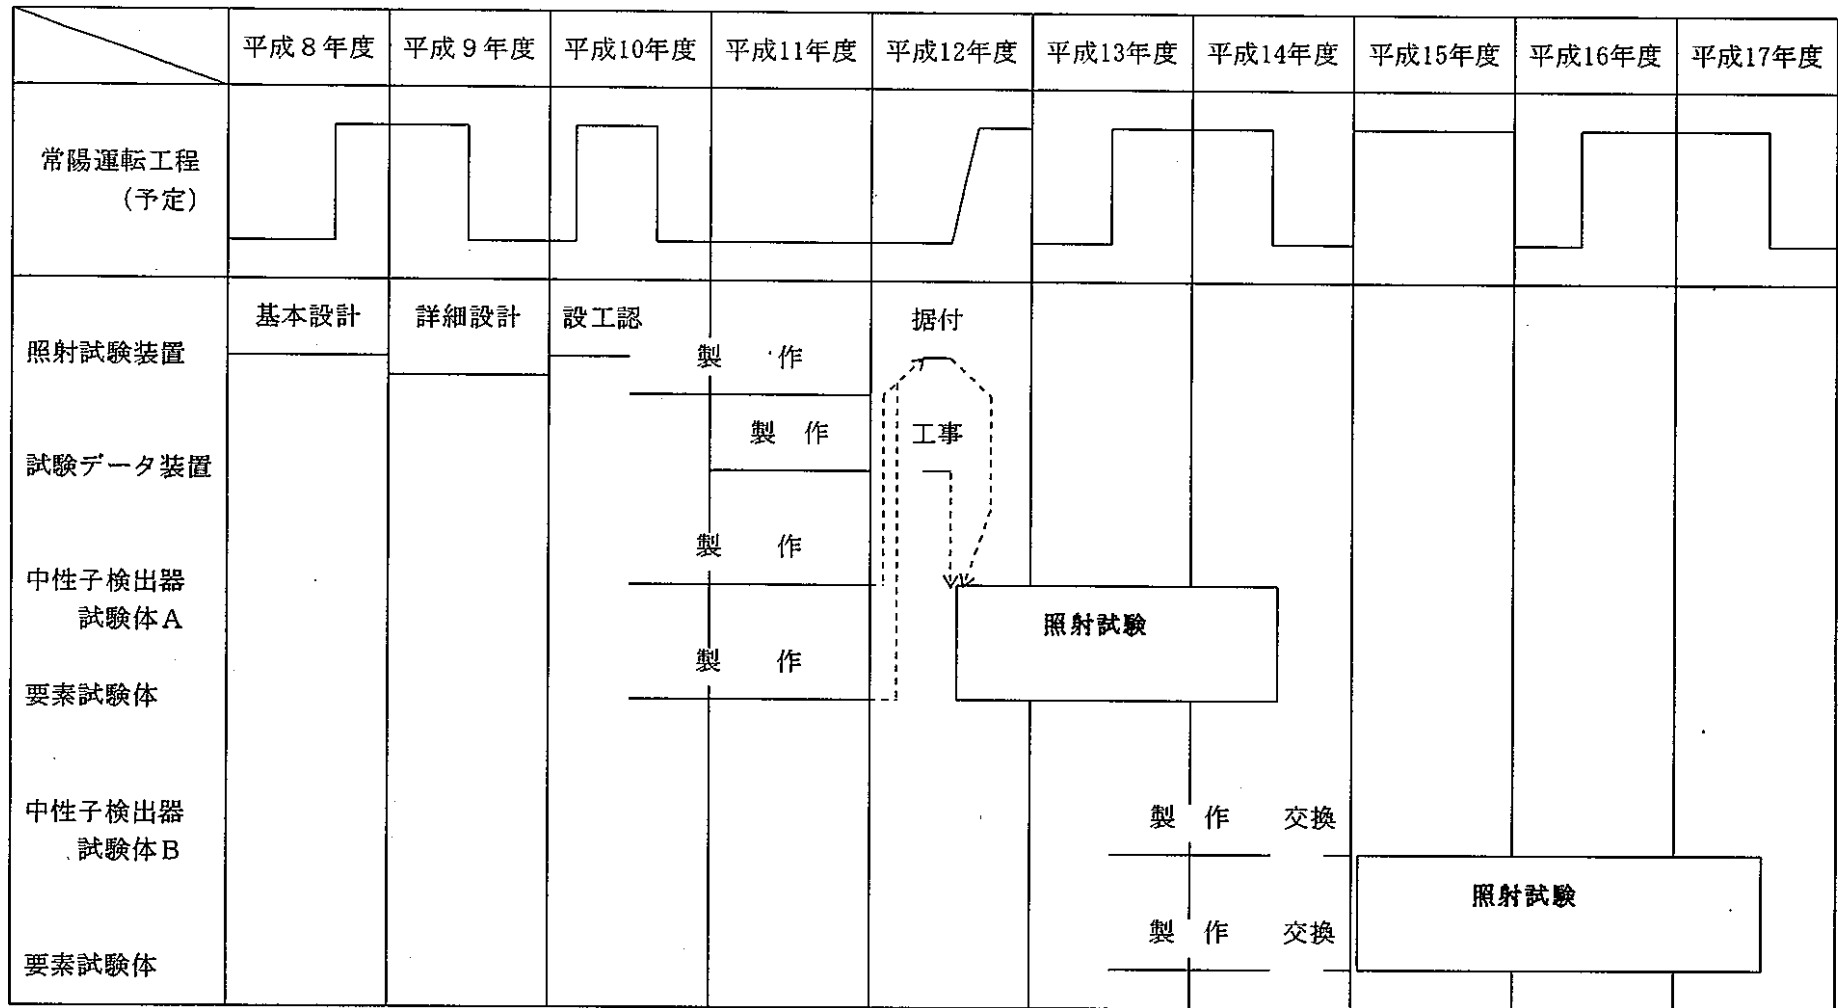 平成8年度 平成9年度 平成10年度 平成11年度 平成12年度 平成13年度 平成14年度 平成15年度 平成16年度 平成17年度
常陽運転工程
(予定)
基本設計 詳細設計 設工認 据付
照射試験装置 製 作
製 作 工事
試験データ装置
製 作
中性子検出器
試験体A 照射試験
製 作
要素試験体
中性子検出器 製 作 交換
試験体B
照射試験
製 作 交換
要素試験体